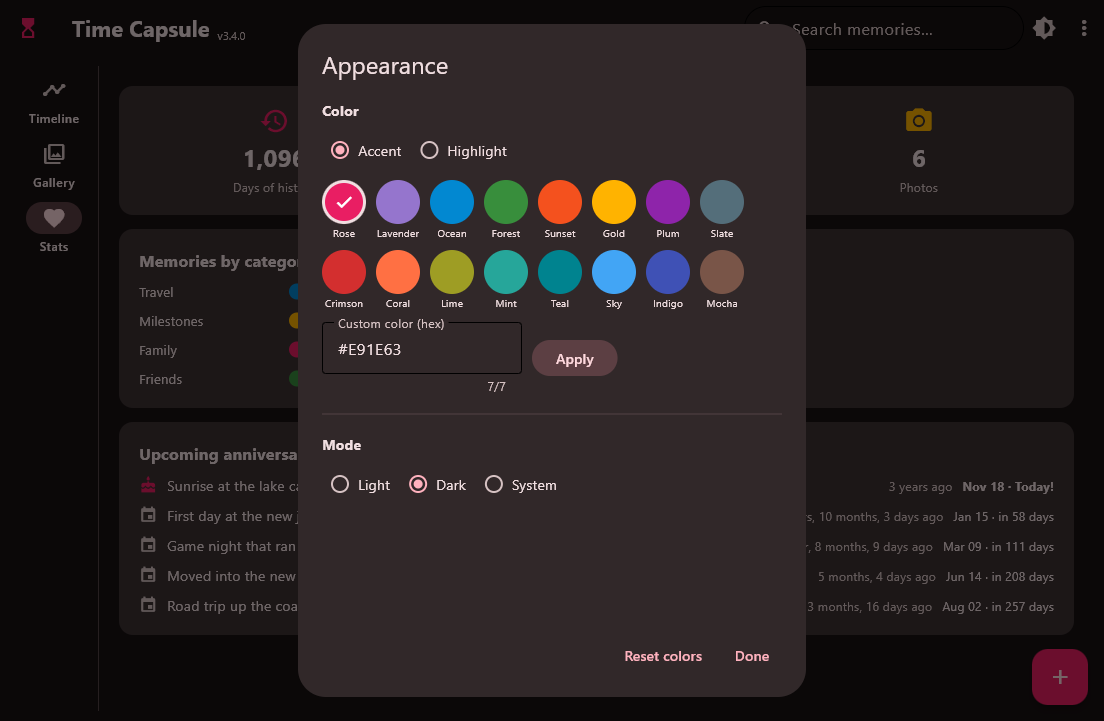 Time Capsule v3.4.0
Search memories...
Timeline
Gallery
Stats
1,096
Days of hist
6
Photos
Memories by catego
Travel
Milestones
Family
Friends
Upcoming anniversa
Sunrise at the lake ca
3 years ago Nov 18 · Today!
First day at the new j
s, 10 months, 3 days ago Jan 15 · in 58 days
Game night that ran
r, 8 months, 9 days ago Mar 09 · in 111 days
Moved into the new
5 months, 4 days ago Jun 14 · in 208 days
Road trip up the coa
3 months, 16 days ago Aug 02 · in 257 days
Appearance
Color
Accent Highlight
Rose Lavender Ocean Forest Sunset Gold Plum Slate
Crimson Coral Lime Mint Teal Sky Indigo Mocha
Custom color (hex)
#E91E63
Apply
7/7
Mode
Light Dark System
Reset colors Done